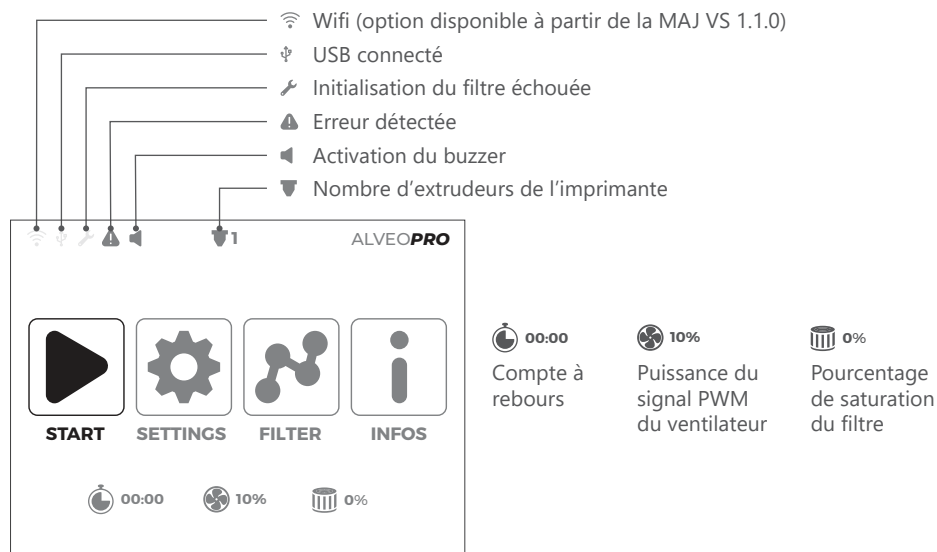 Wifi (option disponible à partir de la MAJ VS 1.1.0)
USB connecté
Initialisation du filtre échouée
Erreur détectée
Activation du buzzer
Nombre d’extrudeurs de l’imprimante
1
ALVEOPRO
START
SETTINGS
FILTER
INFOS
00:00
10%
0%
00:00
Compte à
rebours
10%
Puissance du
signal PWM
du ventilateur
0%
Pourcentage
de saturation
du filtre